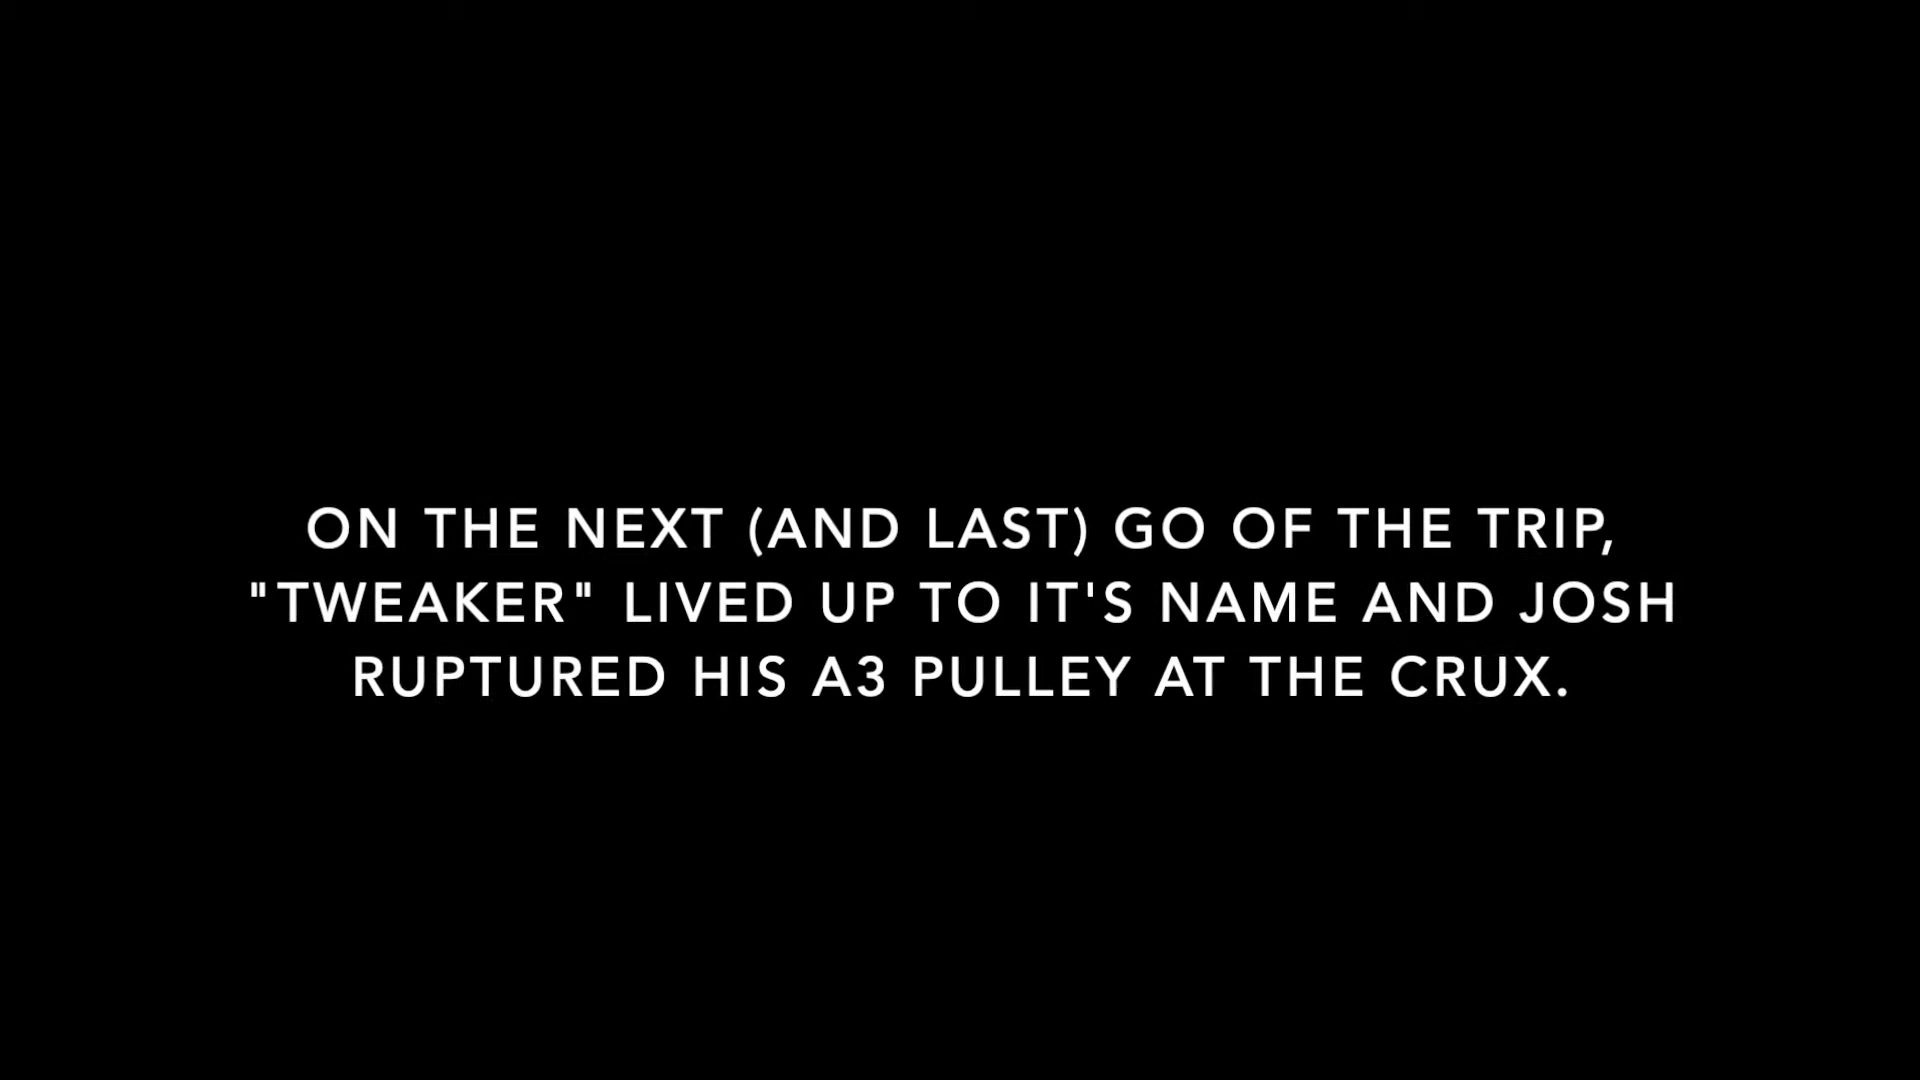 ON THE NEXT (AND LAST) GO OF THE TRIP,
"TWEAKER" LIVED UP TO IT'S NAME AND JOSH
RUPTURED HIS A3 PULLEY AT THE CRUX.